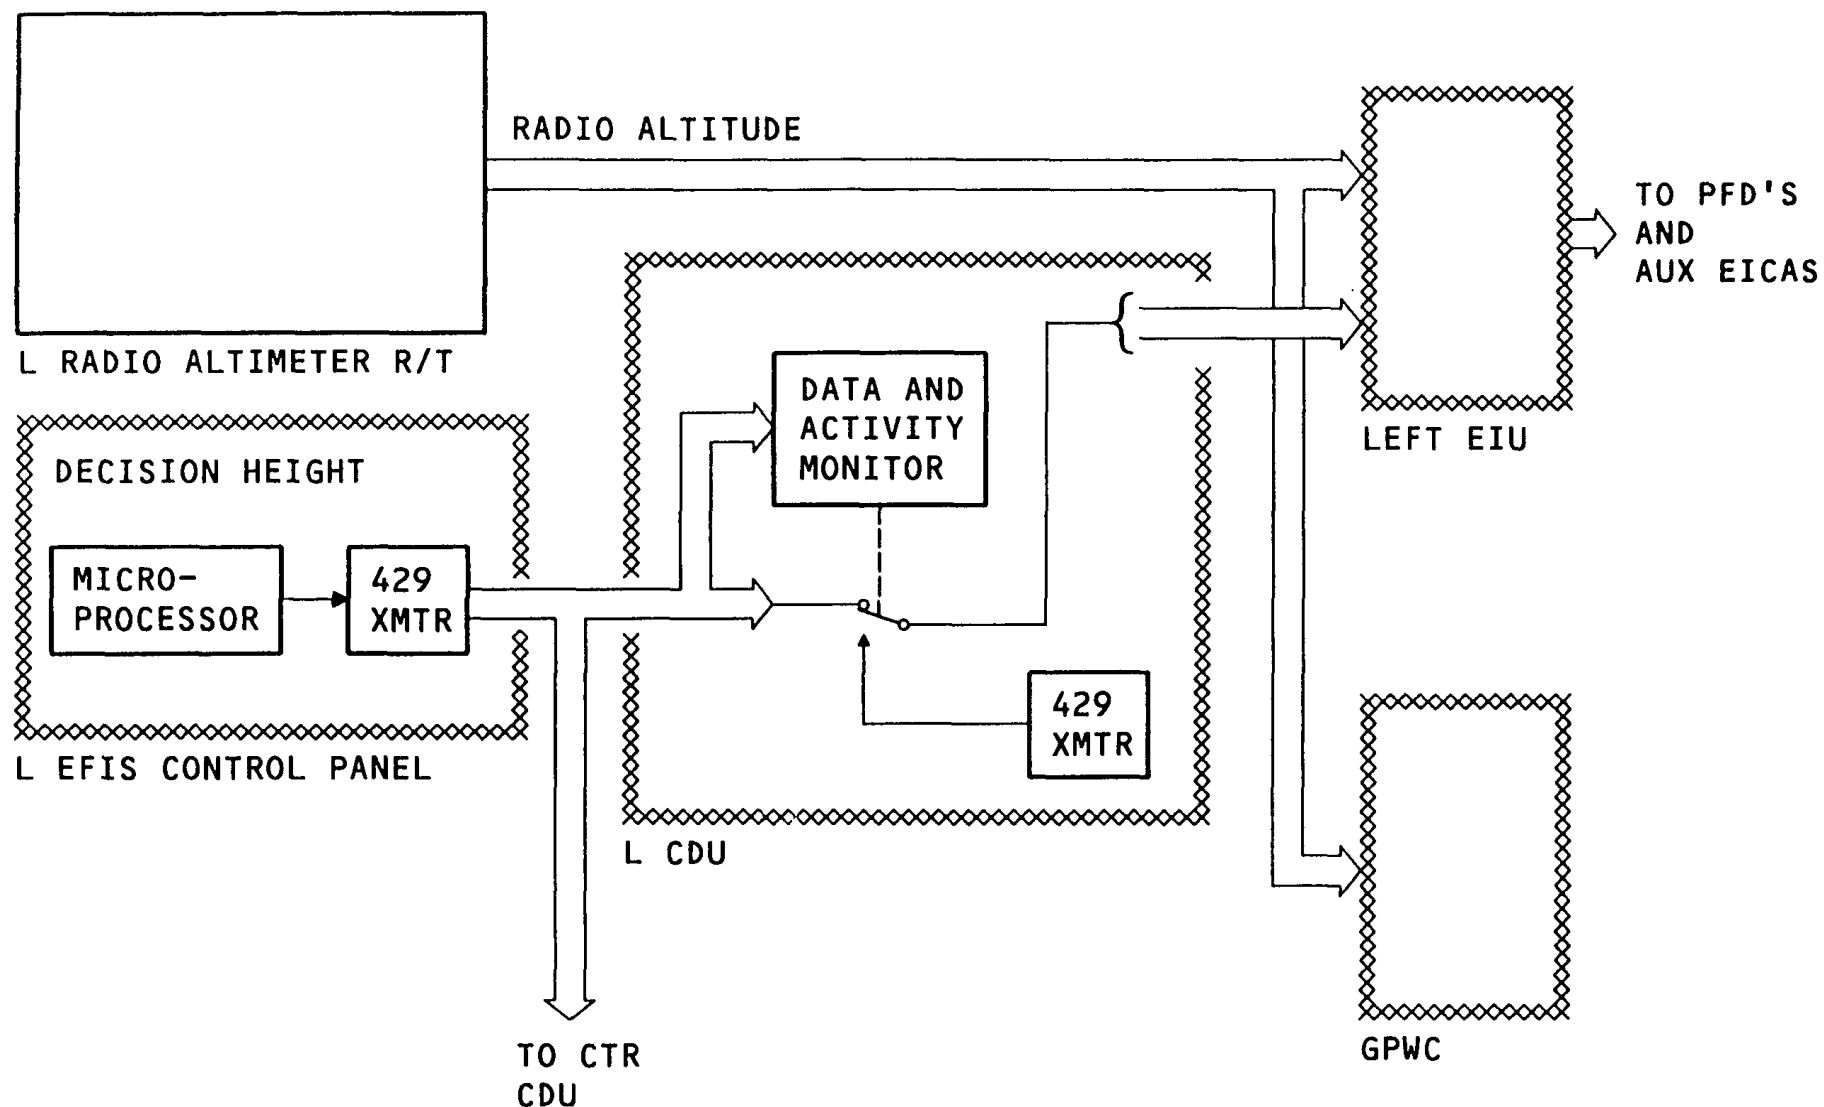 RADIO ALTITUDE
L RADIO ALTIMETER R/T
TO PFD'S
AND
AUX EICAS
LEFT EIU
DATA AND
ACTIVITY
MONITOR
DECISION HEIGHT
MICRO-
PROCESSOR
429
XMTR
L EFIS CONTROL PANEL
429
XMTR
L CDU
TO CTR
CDU
GPWC